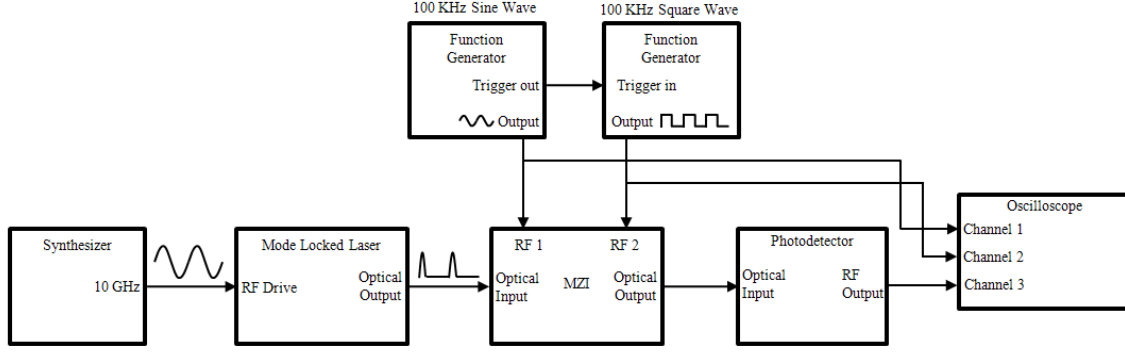 100 KHz Sine Wave
100 KHz Square Wave
Function
Generator
Trigger out
Output
Function
Generator
Trigger in
Output
Synthesizer
10 GHz
Mode Locked Laser
RF Drive
Optical
Output
RF 1
RF 2
Optical
Input
MZI
Optical
Output
Photodetector
Optical
Input
RF
Output
Oscilloscope
Channel 1
Channel 2
Channel 3